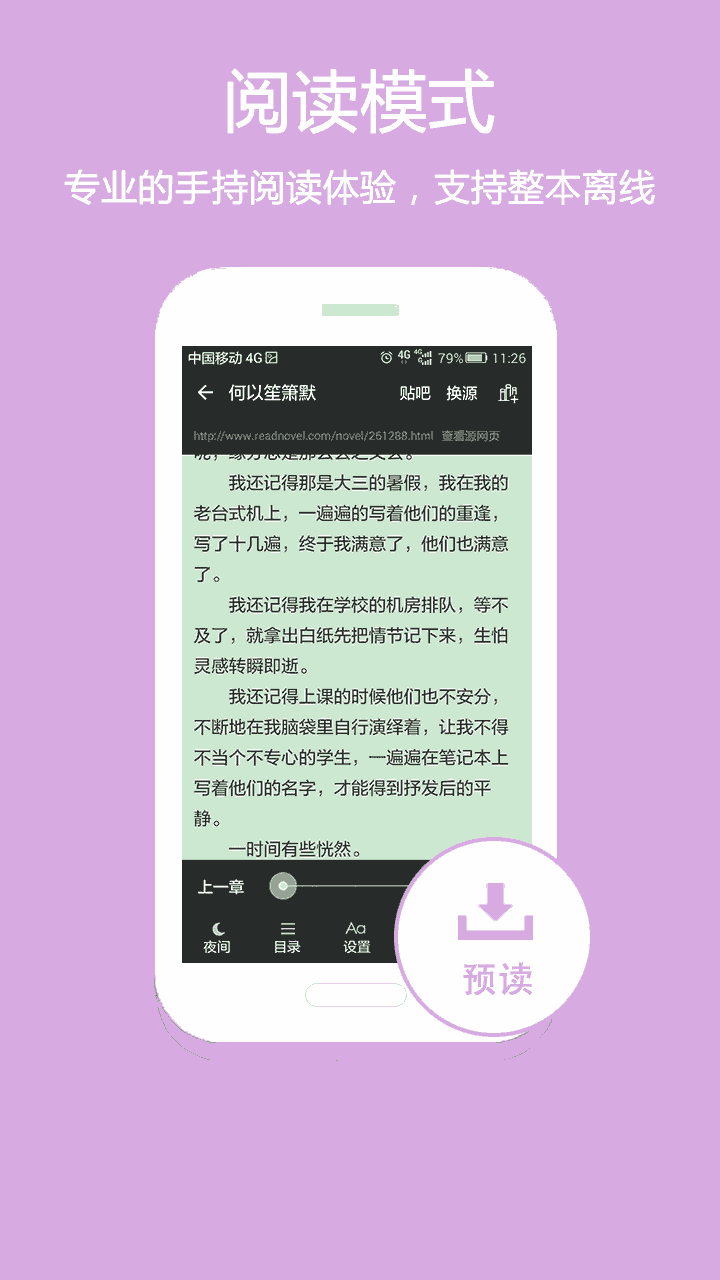 阅读模式
专业的手持阅读体验，支持整本离线
中国移动 4G 4G 4G 79% 11:26
何以笙箫默 贴吧 换源
http://www.readnovel.com/novel/261288.html 查看源网页
我还记得那是大三的暑假，我在我的
老台式机上，一遍遍的写着他们的重逢，
写了十几遍，终于我满意了，他们也满意
了。
我还记得我在学校的机房排队，等不
及了，就拿出白纸先把情节记下来，生怕
灵感转瞬即逝。
我还记得上课的时候他们也不安分，
不断地在我脑袋里自行演绎着，让我不得
不当个不专心的学生，一遍遍在笔记本上
写着他们的名字，才能得到抒发后的平
静。
一时间有些恍然。
上一章
夜间 目录 Aa 设置
预读